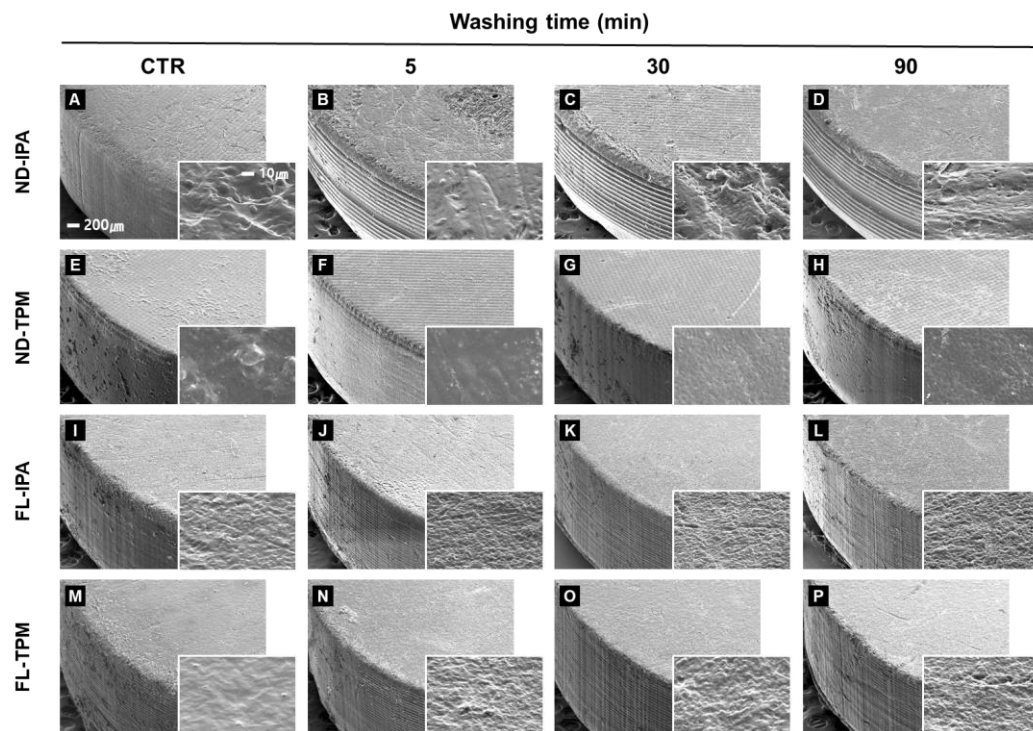 Washing time (min)
CTR 5 30 90
ND-IPA
A B C D
10㎛
200㎛
ND-TPM
E F G H
FL-IPA
I J K L
FL-TPM
M N O P